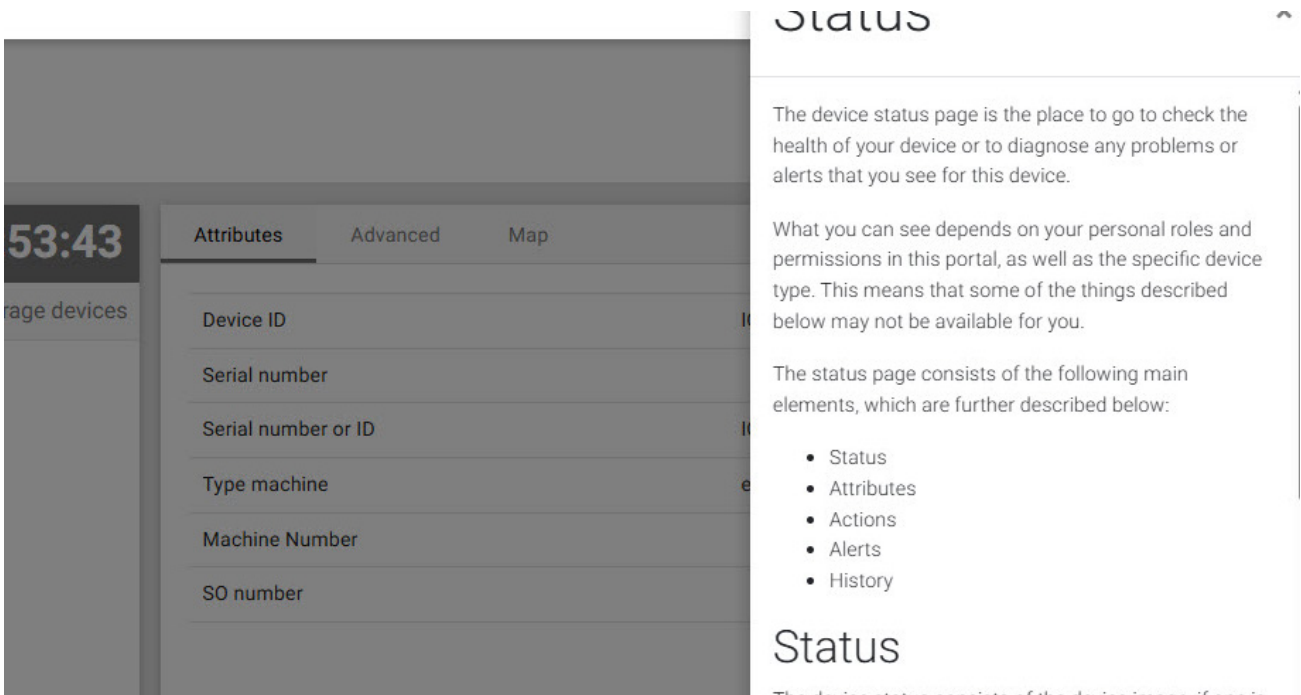 Status
53:43
rage devices
Attributes Advanced Map
Device ID
Serial number
Serial number or ID
Type machine
Machine Number
SO number
The device status page is the place to go to check the
health of your device or to diagnose any problems or
alerts that you see for this device.
What you can see depends on your personal roles and
permissions in this portal, as well as the specific device
type. This means that some of the things described
below may not be available for you.
The status page consists of the following main
elements, which are further described below:
• Status
• Attributes
• Actions
• Alerts
• History
Status